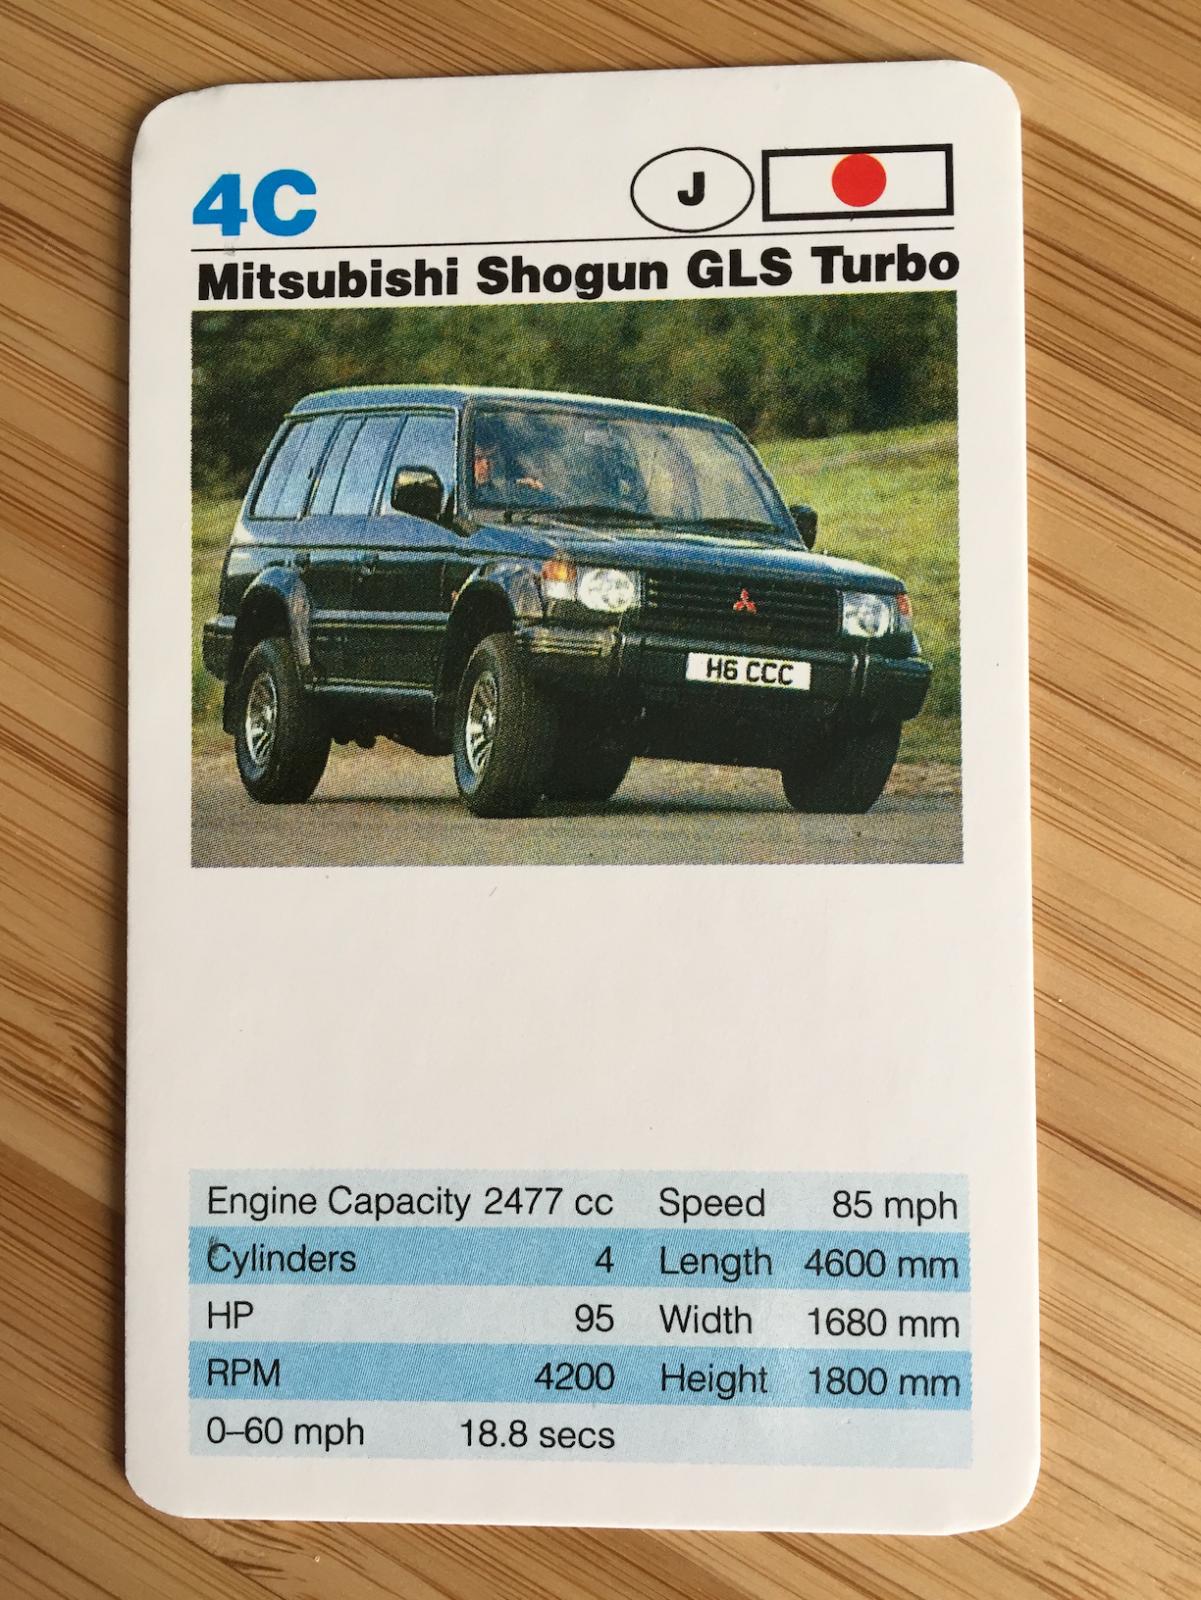 4C J
Mitsubishi Shogun GLS Turbo
H6 CCC
Engine Capacity 2477 cc Speed 85 mph
Cylinders 4 Length 4600 mm
HP 95 Width 1680 mm
RPM 4200 Height 1800 mm
0–60 mph 18.8 secs